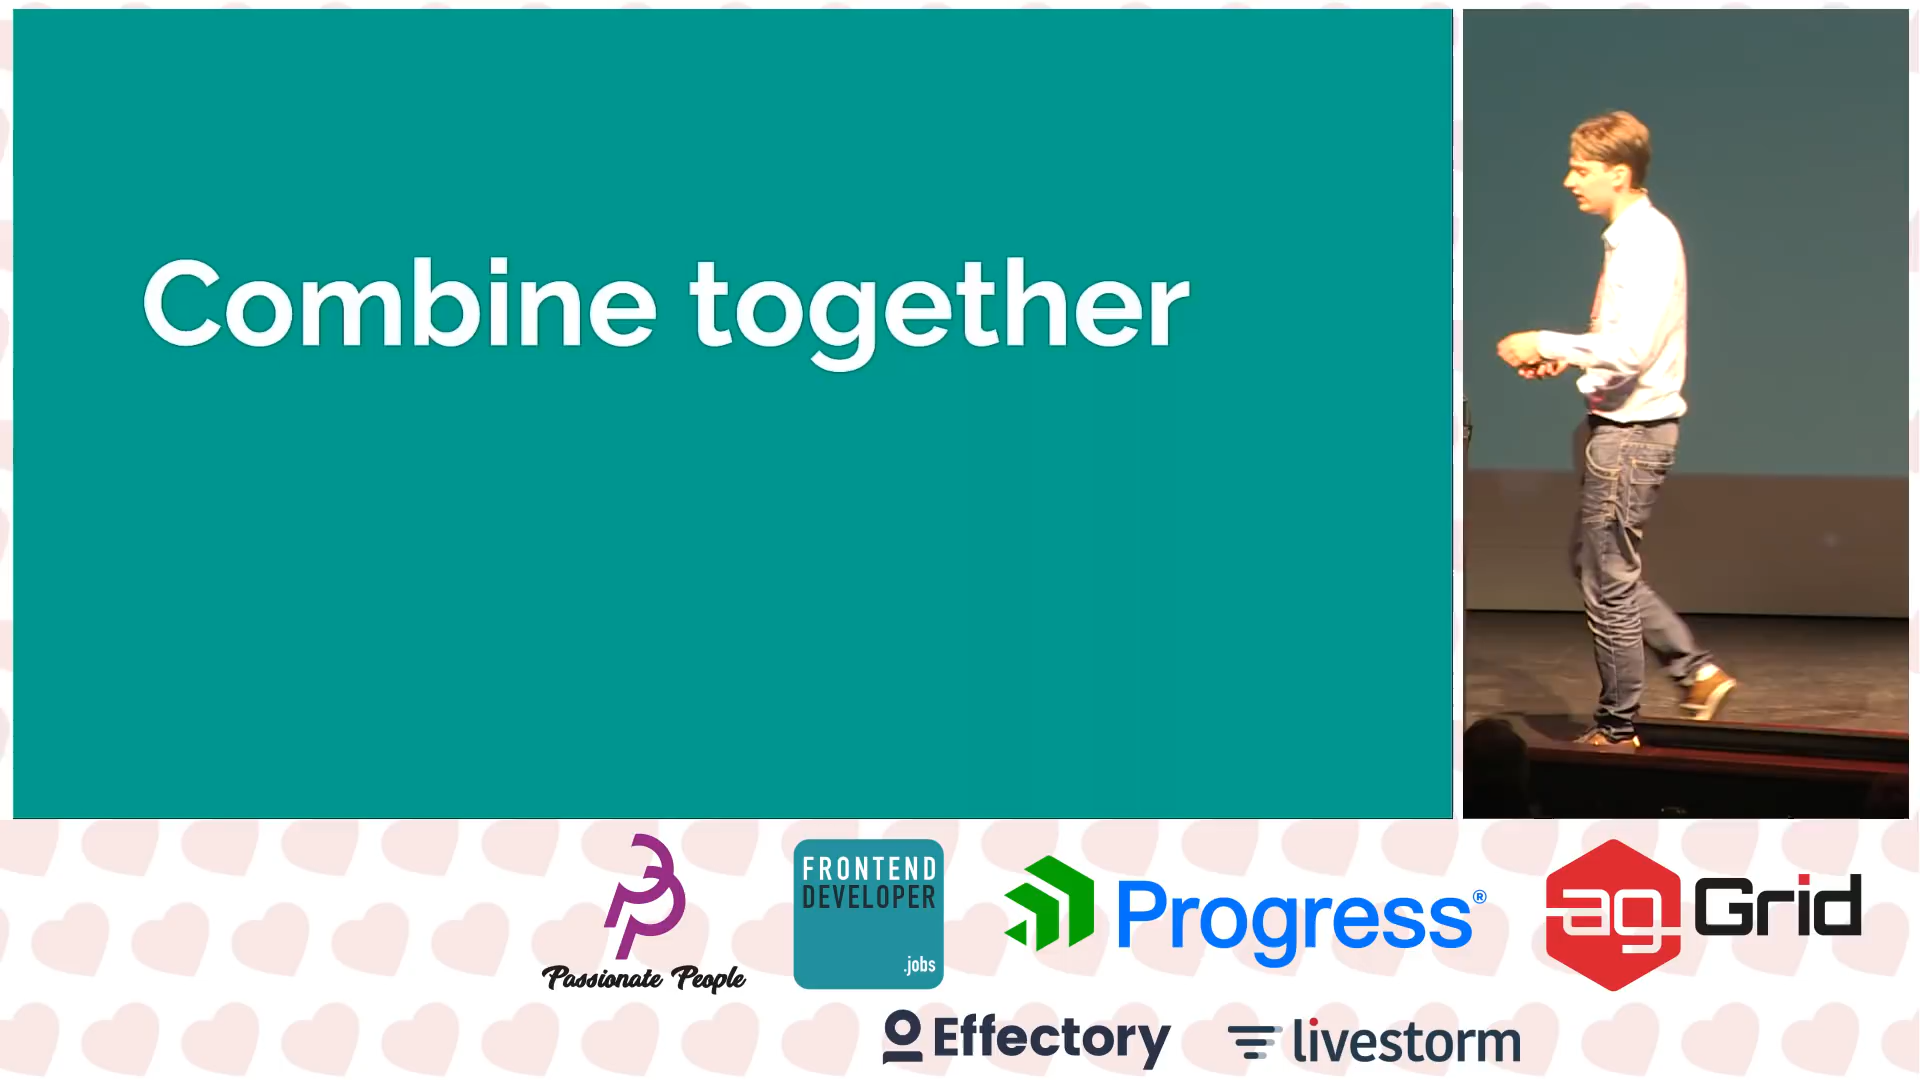 Combine together
Passionate People
FRONTEND
DEVELOPER
.jobs
Progress®
ag Grid
Effectory
livestorm